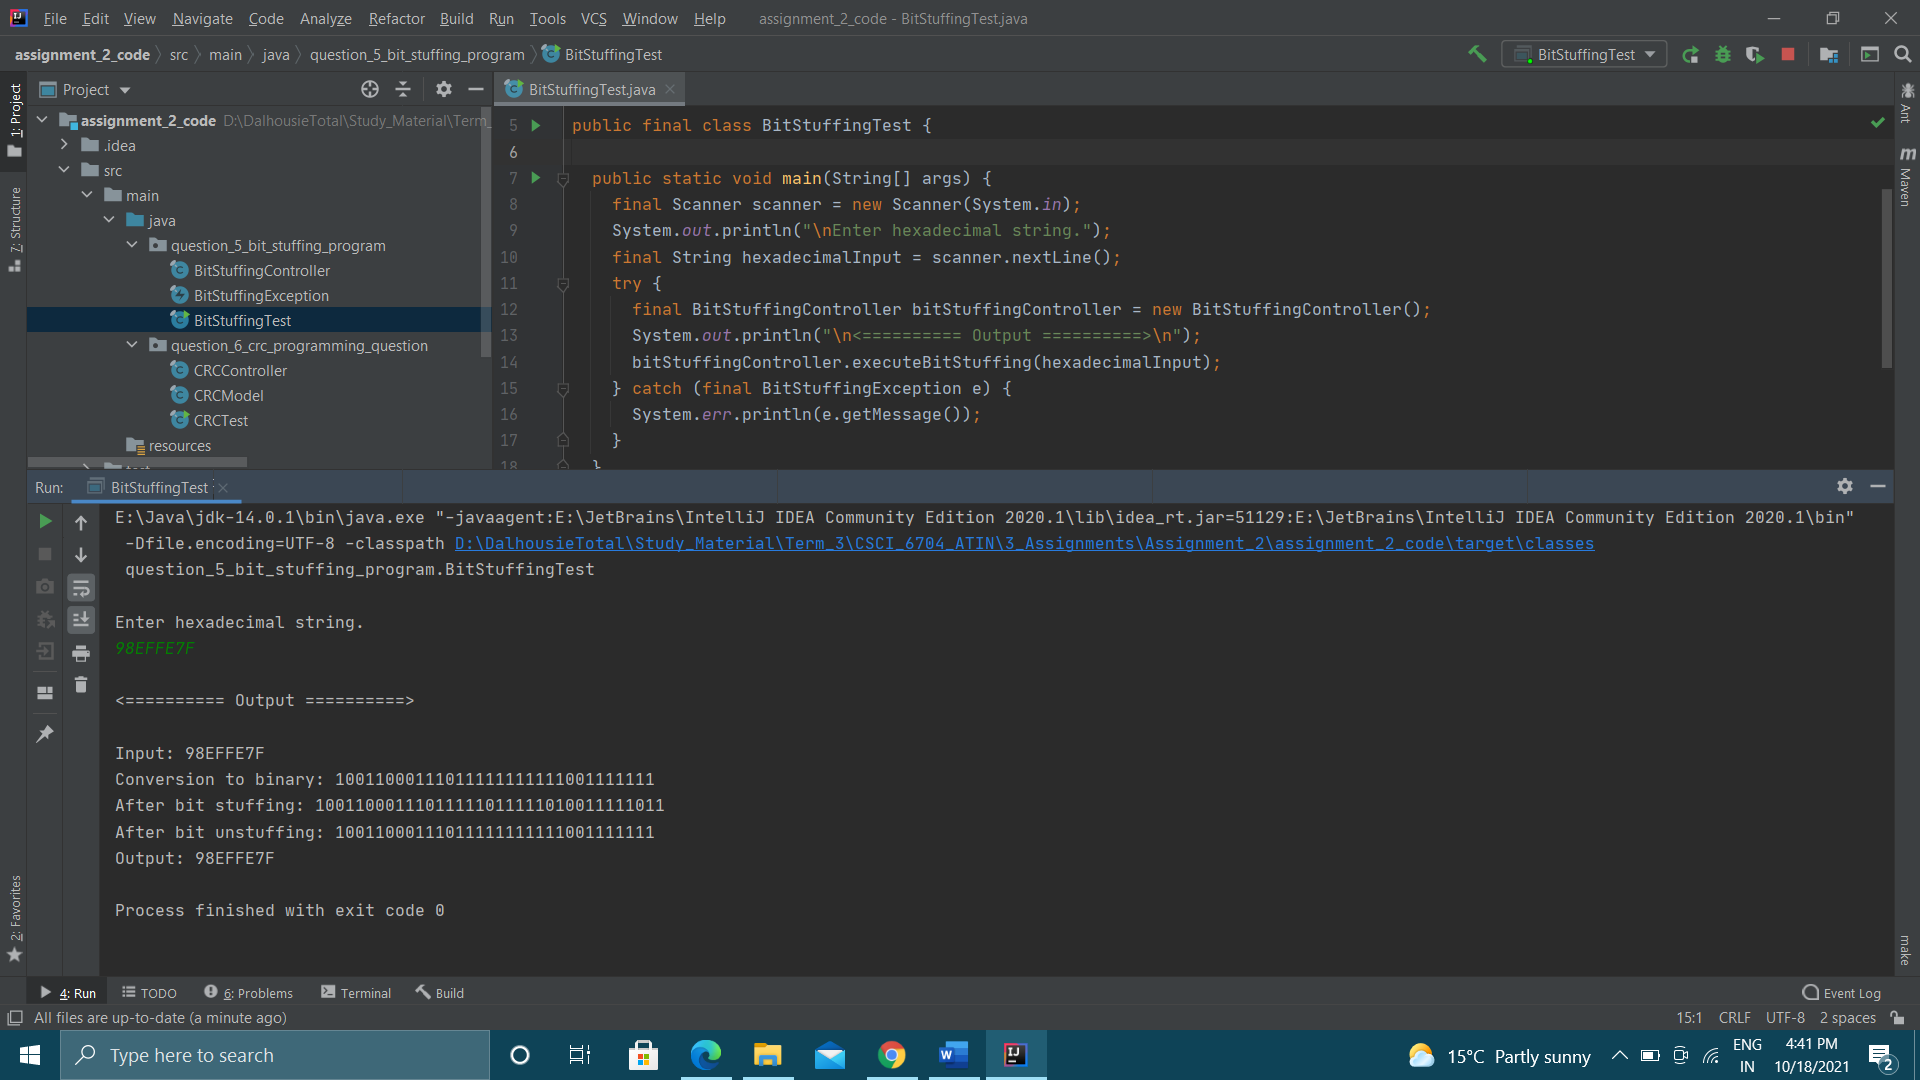 File Edit View Navigate Code Analyze Refactor Build Run Tools VCS Window Help assignment_2_code - BitStuffingTest.java
assignment_2_code src main java question_5_bit_stuffing_program BitStuffingTest BitStuffingTest
1: Project
7: Structure
2: Favorites
Project
assignment_2_code D:\DalhousieTotal\Study_Material\Term_
.idea
src
main
java
question_5_bit_stuffing_program
BitStuffingController
BitStuffingException
BitStuffingTest
question_6_crc_programming_question
CRCController
CRCModel
CRCTest
resources
BitStuffingTest.java
5 public final class BitStuffingTest {
6
7 public static void main(String[] args) {
8 final Scanner scanner = new Scanner(System.in);
9 System.out.println("\nEnter hexadecimal string.");
10 final String hexadecimalInput = scanner.nextLine();
11 try {
12 final BitStuffingController bitStuffingController = new BitStuffingController();
13 System.out.println("\n<========== Output ==========>\n");
14 bitStuffingController.executeBitStuffing(hexadecimalInput);
15 } catch (final BitStuffingException e) {
16 System.err.println(e.getMessage());
17 }
18 }
Ant
Maven
make
Run: BitStuffingTest
E:\Java\jdk-14.0.1\bin\java.exe "-javaagent:E:\JetBrains\IntelliJ IDEA Community Edition 2020.1\lib\idea_rt.jar=51129:E:\JetBrains\IntelliJ IDEA Community Edition 2020.1\bin"
-Dfile.encoding=UTF-8 -classpath D:\DalhousieTotal\Study_Material\Term_3\CSCI_6704_ATIN\3_Assignments\Assignment_2\assignment_2_code\target\classes
question_5_bit_stuffing_program.BitStuffingTest
Enter hexadecimal string.
98EFFE7F
<========== Output ==========>
Input: 98EFFE7F
Conversion to binary: 10011000111011111111111001111111
After bit stuffing: 10011000111011111011111010011111011
After bit unstuffing: 10011000111011111111111001111111
Output: 98EFFE7F
Process finished with exit code 0
4: Run TODO 6: Problems Terminal Build Event Log
All files are up-to-date (a minute ago) 15:1 CRLF UTF-8 2 spaces
Type here to search 15°C Partly sunny ENG IN 4:41 PM 10/18/2021 2